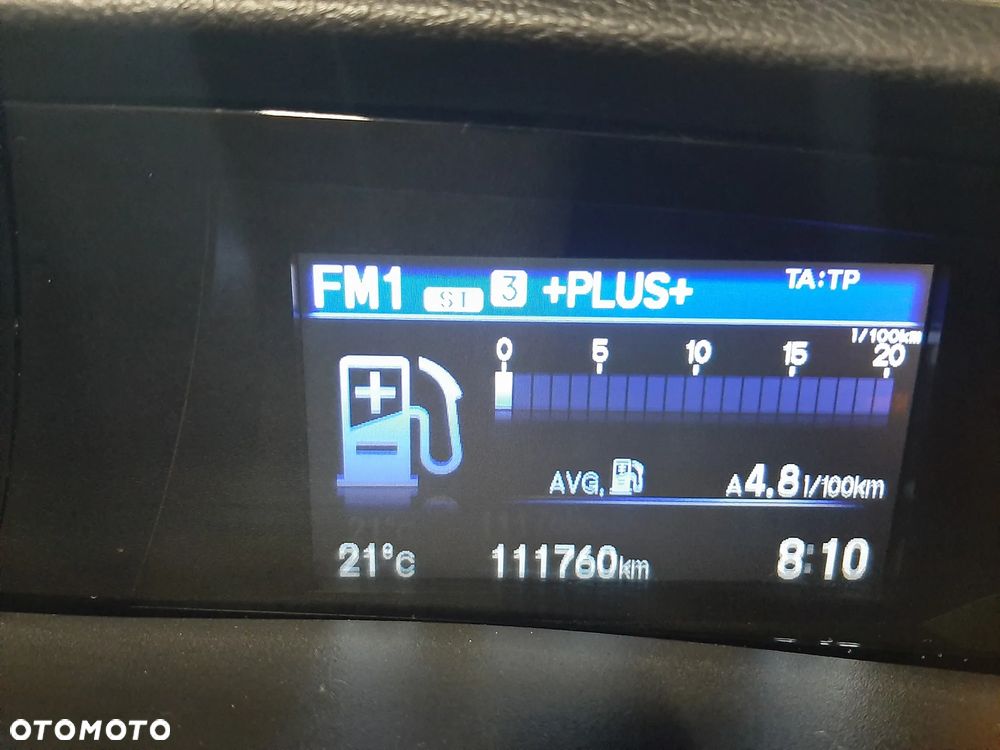 FM1 ST 3 +PLUS+ TA:TP
l/100km
0 5 10 15 20
AVG. A4.8l/100km
21°C 111760km 8:10
OTOMOTO